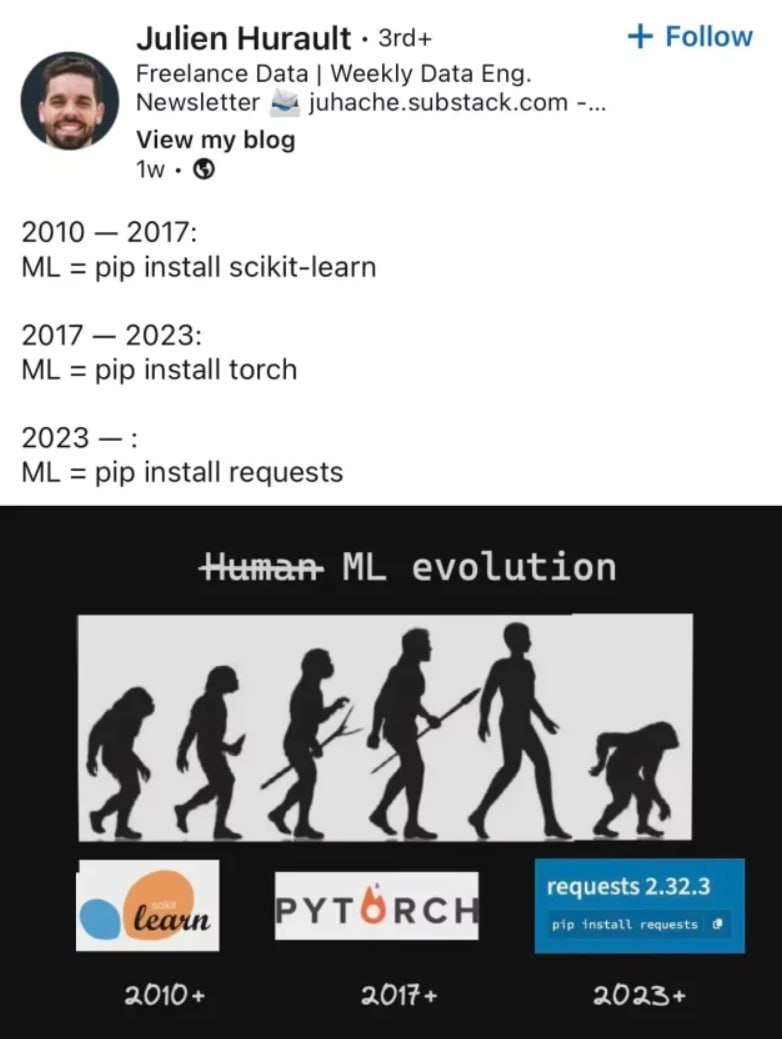 Julien Hurault · 3rd+
+ Follow
Freelance Data | Weekly Data Eng.
Newsletter 📨 juhache.substack.com -...
View my blog
1w ·
2010 — 2017:
ML = pip install scikit-learn
2017 — 2023:
ML = pip install torch
2023 — :
ML = pip install requests
Human ML evolution
scikit
learn
PYTORCH
requests 2.32.3
pip install requests
2010+
2017+
2023+